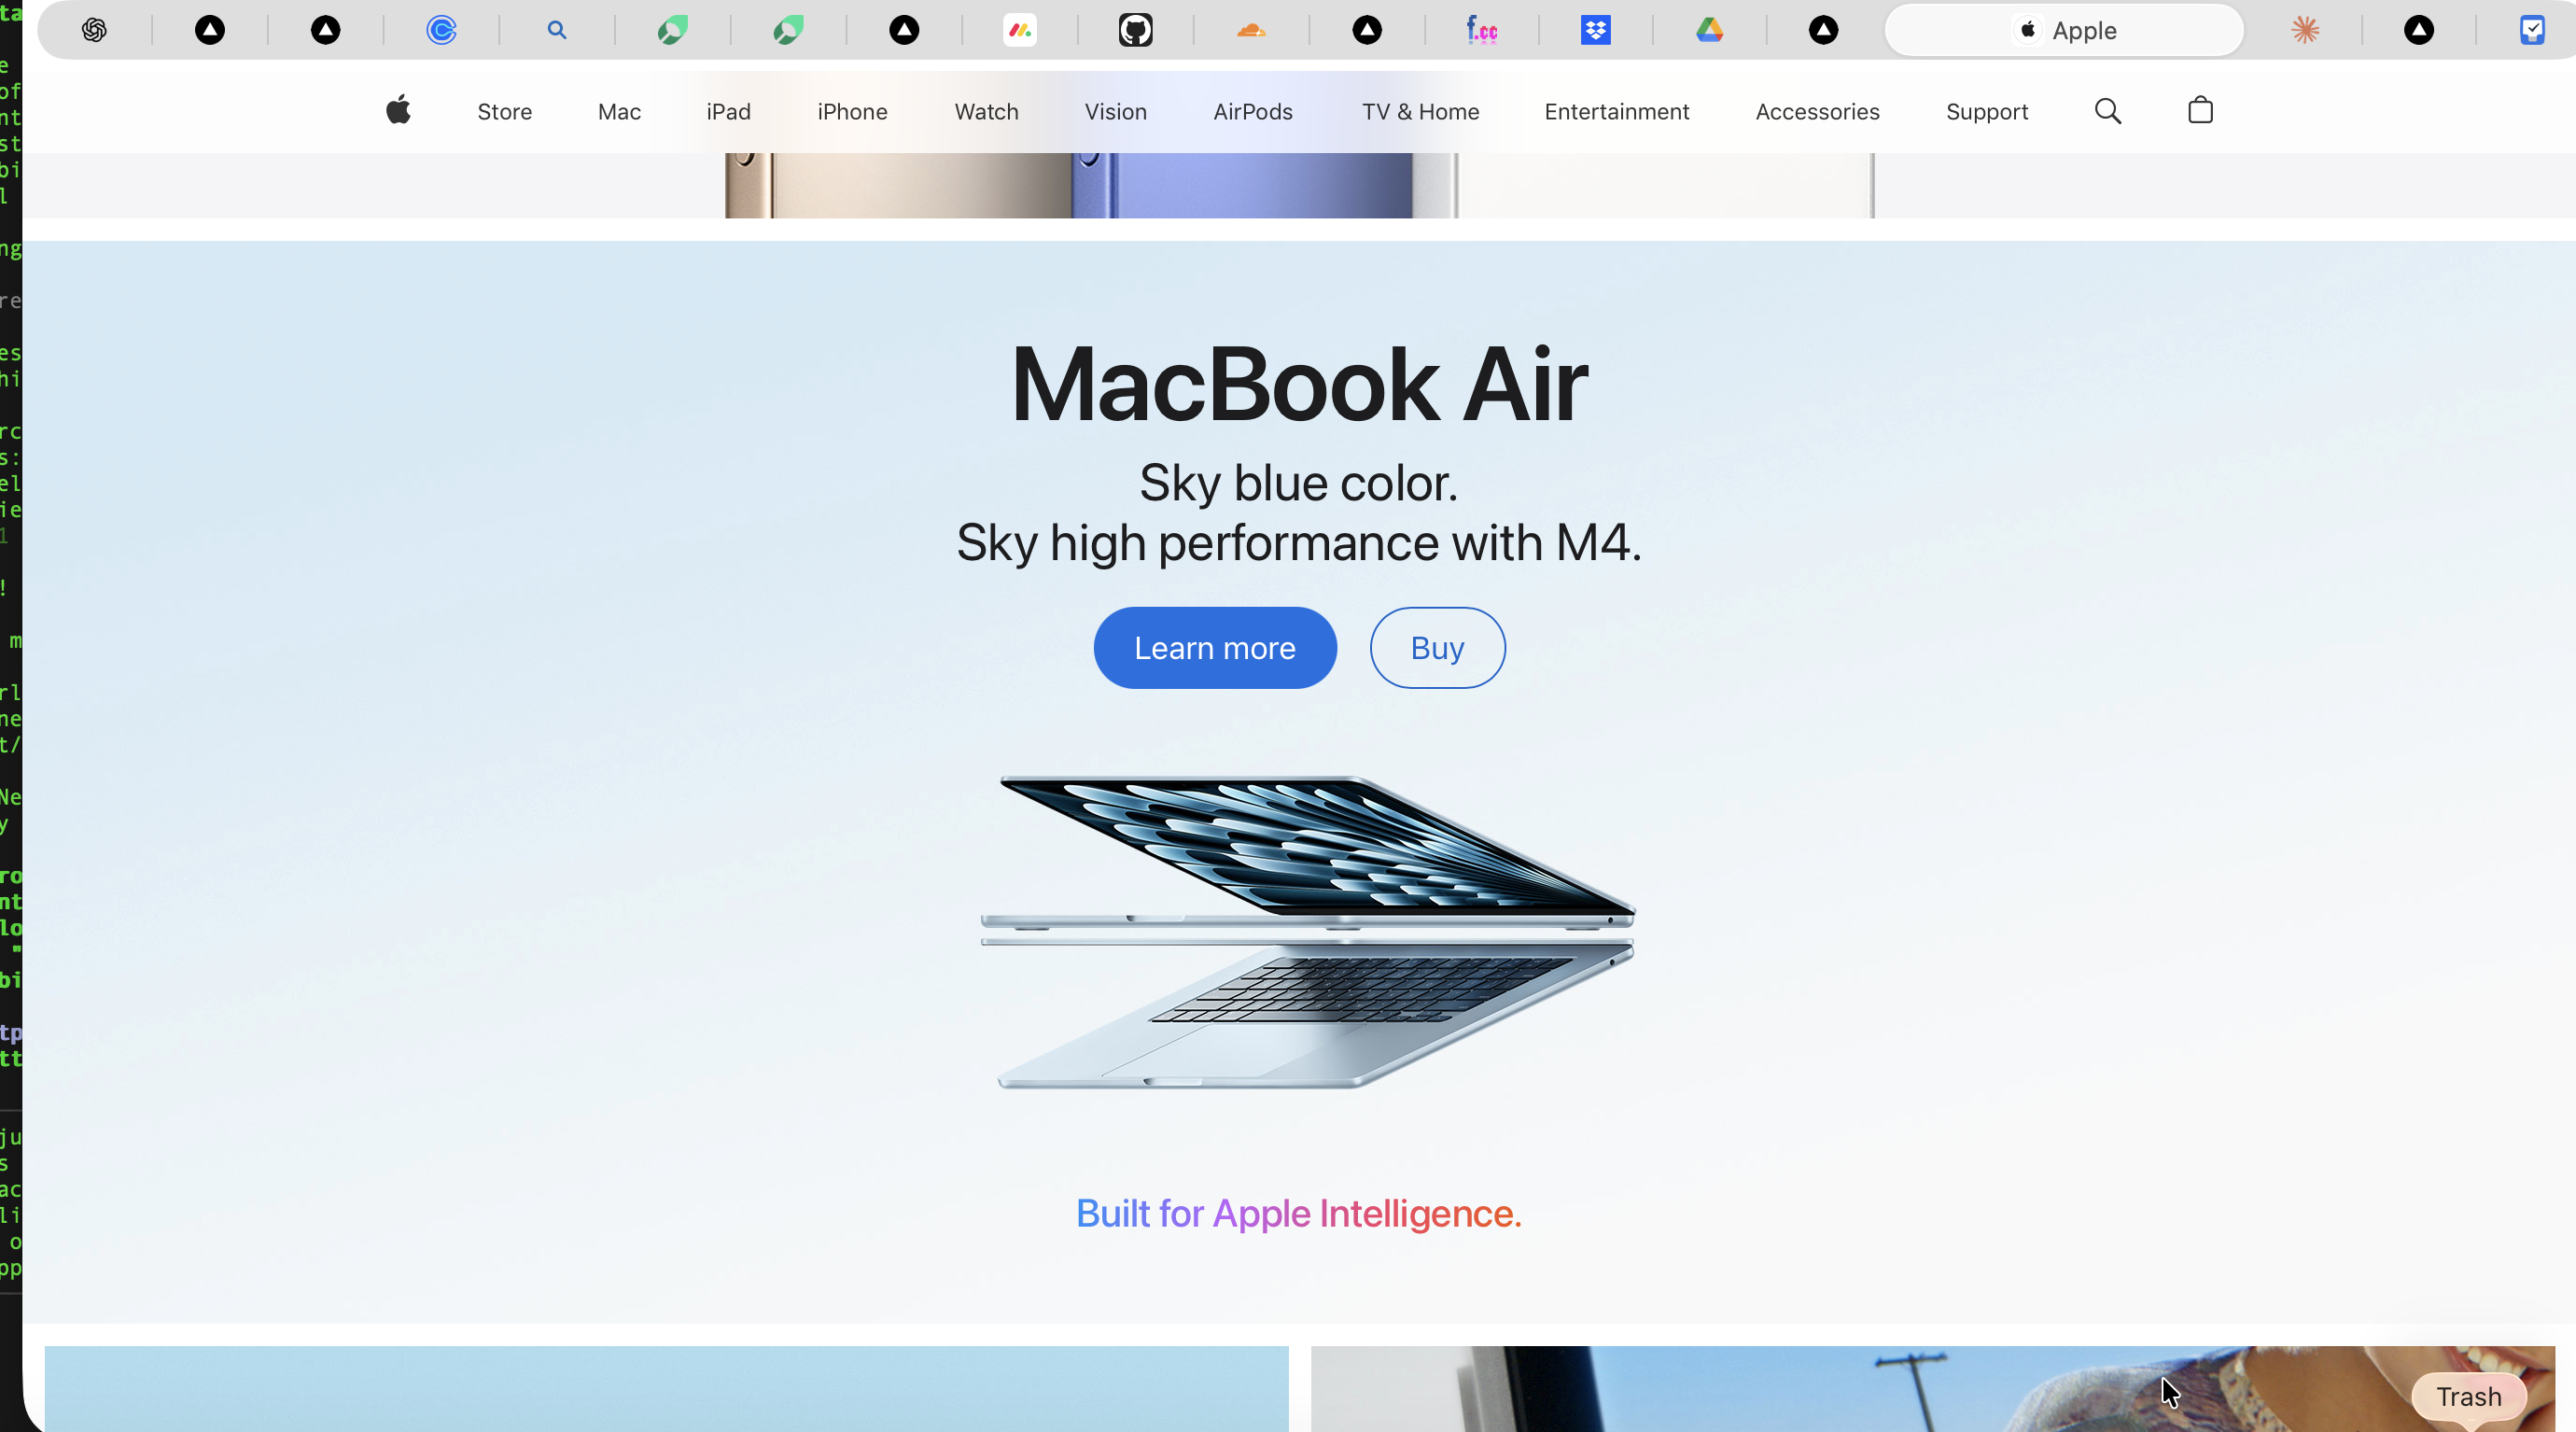 f.cc
Apple
Store
Mac
iPad
iPhone
Watch
Vision
AirPods
TV & Home
Entertainment
Accessories
Support
MacBook Air
Sky blue color.
Sky high performance with M4.
Learn more
Buy
Built for Apple Intelligence.
Trash